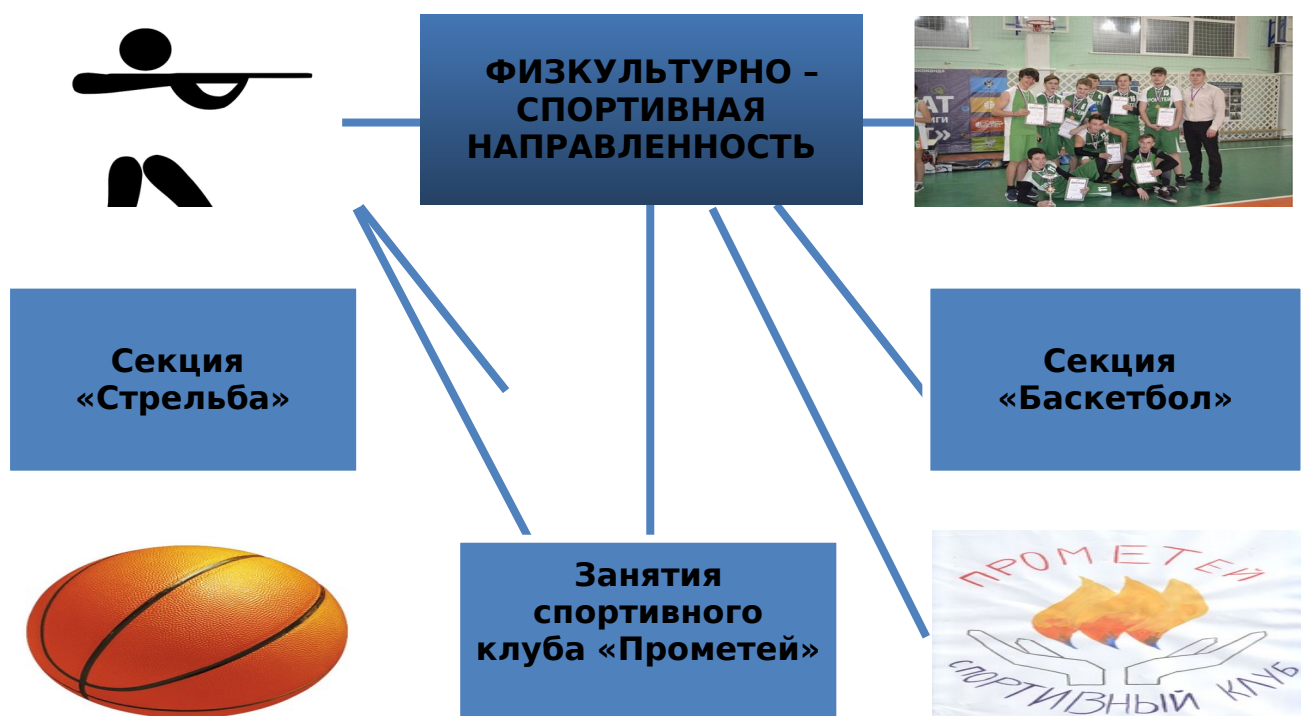 ФИЗКУЛЬТУРНО –
СПОРТИВНАЯ
НАПРАВЛЕННОСТЬ
Секция
«Стрельба»
Секция
«Баскетбол»
Занятия
спортивного
клуба «Прометей»
ПРОМЕТЕЙ
СПОРТИВНЫЙ КЛУБ